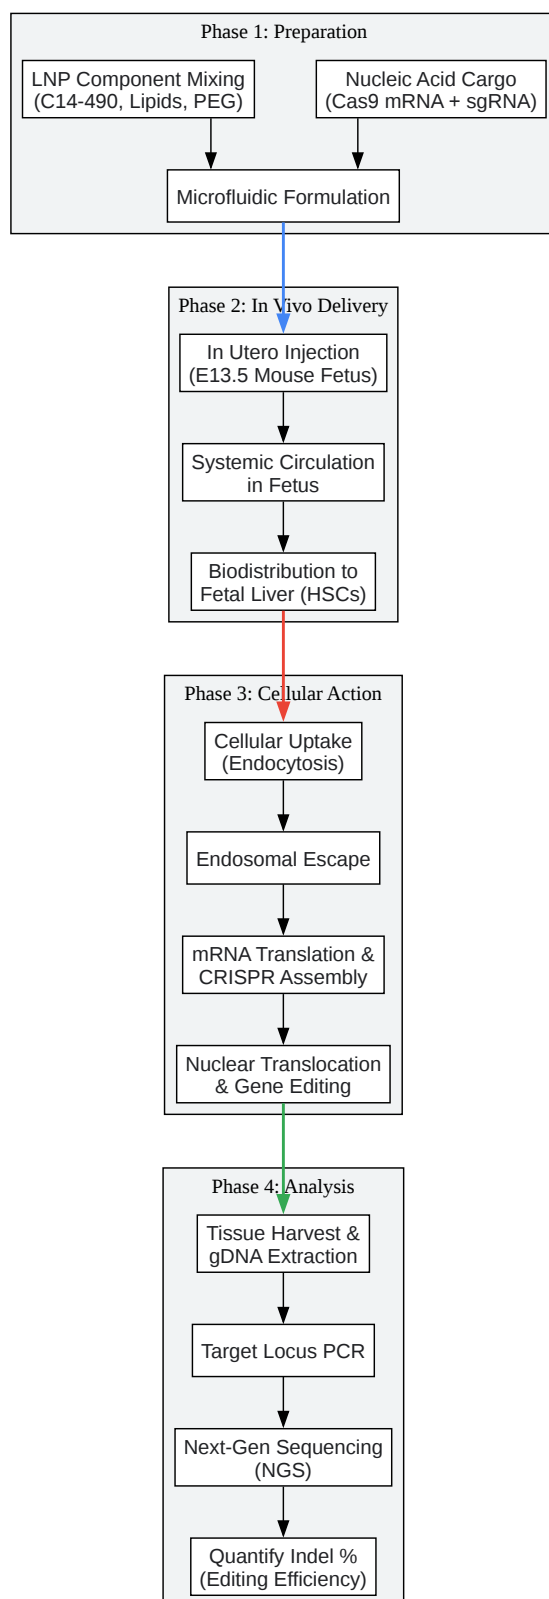 Phase 1: Preparation
LNP Component Mixing
(C14-490, Lipids, PEG)
Nucleic Acid Cargo
(Cas9 mRNA + sgRNA)
Microfluidic Formulation
Phase 2: In Vivo Delivery
In Utero Injection
(E13.5 Mouse Fetus)
Systemic Circulation
in Fetus
Biodistribution to
Fetal Liver (HSCs)
Phase 3: Cellular Action
Cellular Uptake
(Endocytosis)
Endosomal Escape
mRNA Translation &
CRISPR Assembly
Nuclear Translocation
& Gene Editing
Phase 4: Analysis
Tissue Harvest &
gDNA Extraction
Target Locus PCR
Next-Gen Sequencing
(NGS)
Quantify Indel %
(Editing Efficiency)